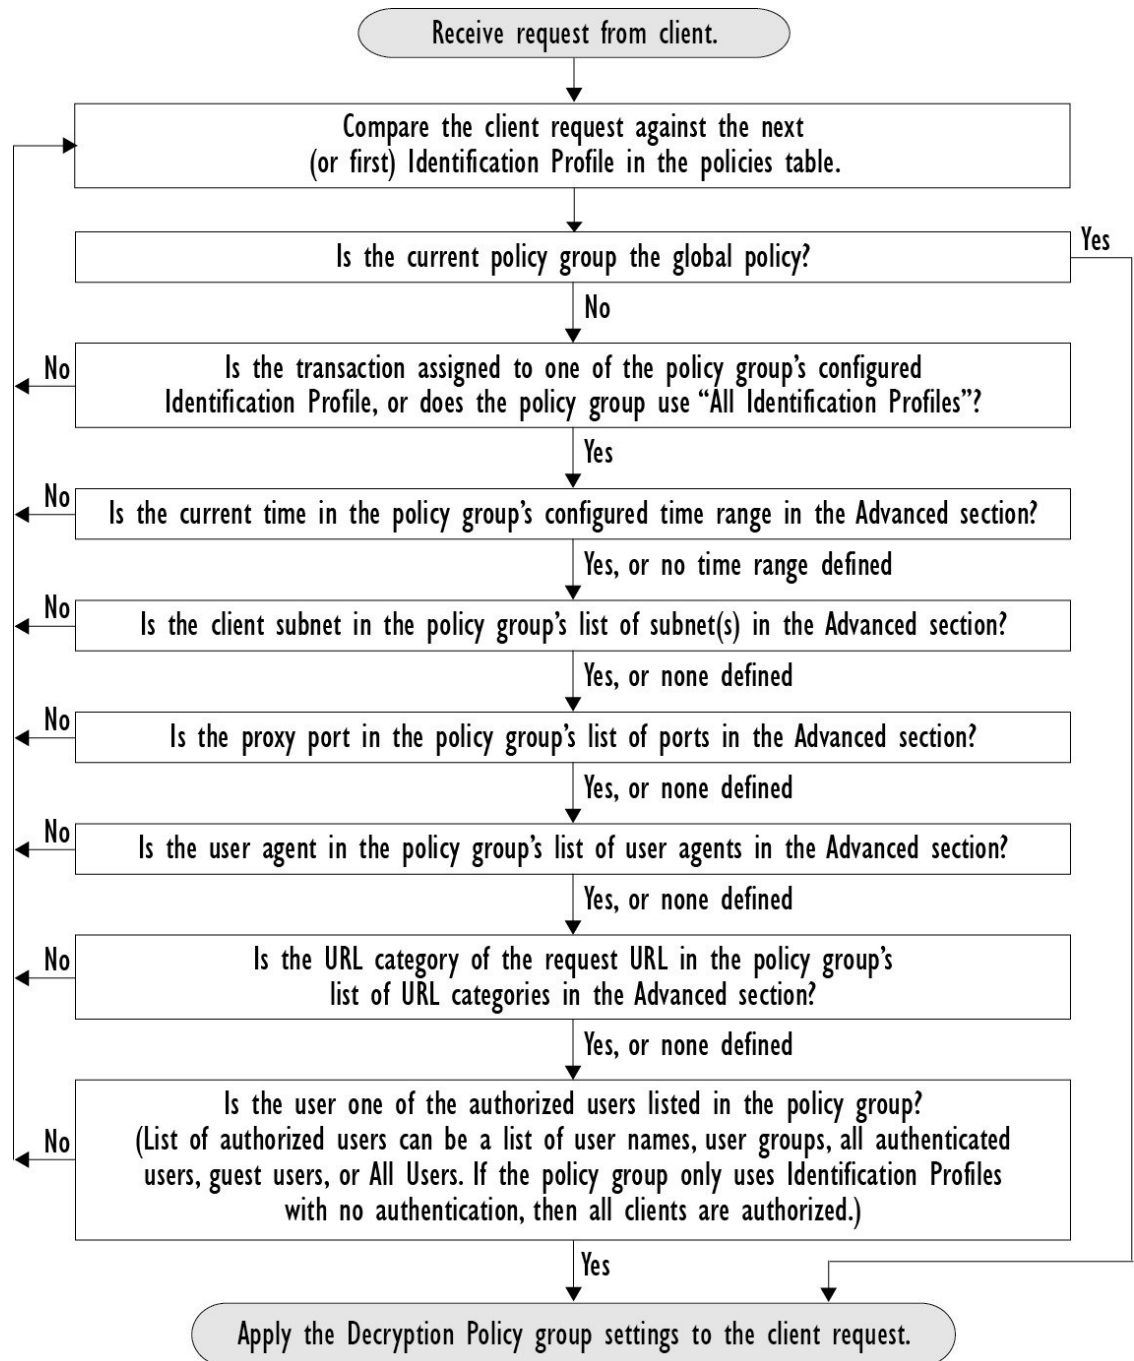 Receive request from client.
Compare the client request against the next
(or first) Identification Profile in the policies table.
Yes
Is the current policy group the global policy?
No
No
Is the transaction assigned to one of the policy group's configured
Identification Profile, or does the policy group use “All Identification Profiles”?
Yes
No
Is the current time in the policy group's configured time range in the Advanced section?
Yes, or no time range defined
No
Is the client subnet in the policy group's list of subnet(s) in the Advanced section?
Yes, or none defined
No
Is the proxy port in the policy group's list of ports in the Advanced section?
Yes, or none defined
No
Is the user agent in the policy group's list of user agents in the Advanced section?
Yes, or none defined
No
Is the URL category of the request URL in the policy group's
list of URL categories in the Advanced section?
Yes, or none defined
No
Is the user one of the authorized users listed in the policy group?
(List of authorized users can be a list of user names, user groups, all authenticated
users, guest users, or All Users. If the policy group only uses Identification Profiles
with no authentication, then all clients are authorized.)
Yes
Apply the Decryption Policy group settings to the client request.